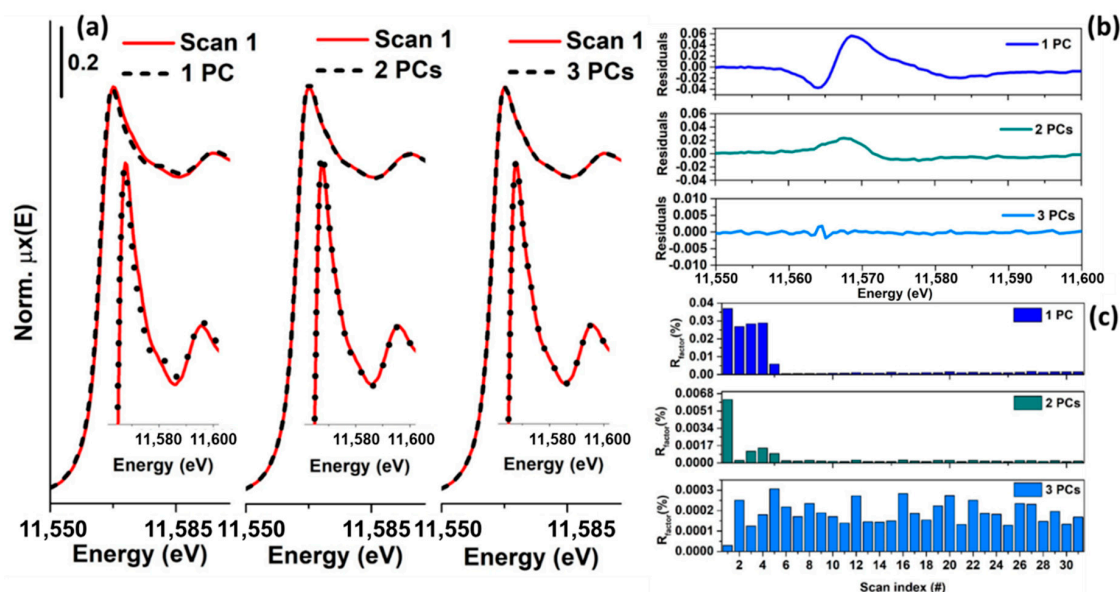 (a)
0.2
Scan 1
1 PC
Scan 1
2 PCs
Scan 1
3 PCs
Norm. μx(E)
11,580 11,600
Energy (eV)
11,580 11,600
Energy (eV)
11,580 11,600
Energy (eV)
11,550 11,585
Energy (eV)
11,550 11,585
Energy (eV)
11,550 11,585
Energy (eV)
(b)
Residuals
0.06
0.04
0.02
0.00
-0.02
-0.04
1 PC
Residuals
0.06
0.04
0.02
0.00
-0.02
-0.04
2 PCs
Residuals
0.010
0.005
0.000
-0.005
-0.010
3 PCs
11,550 11,560 11,570 11,580 11,590 11,600
Energy (eV)
(c)
Rfactor(%)
0.04
0.03
0.02
0.01
0.00
1 PC
Rfactor(%)
0.0068
0.0051
0.0034
0.0017
0.0000
2 PCs
Rfactor(%)
0.0003
0.0002
0.0001
0.0000
3 PCs
2 4 6 8 10 12 14 16 18 20 22 24 26 28 30
Scan index (#)